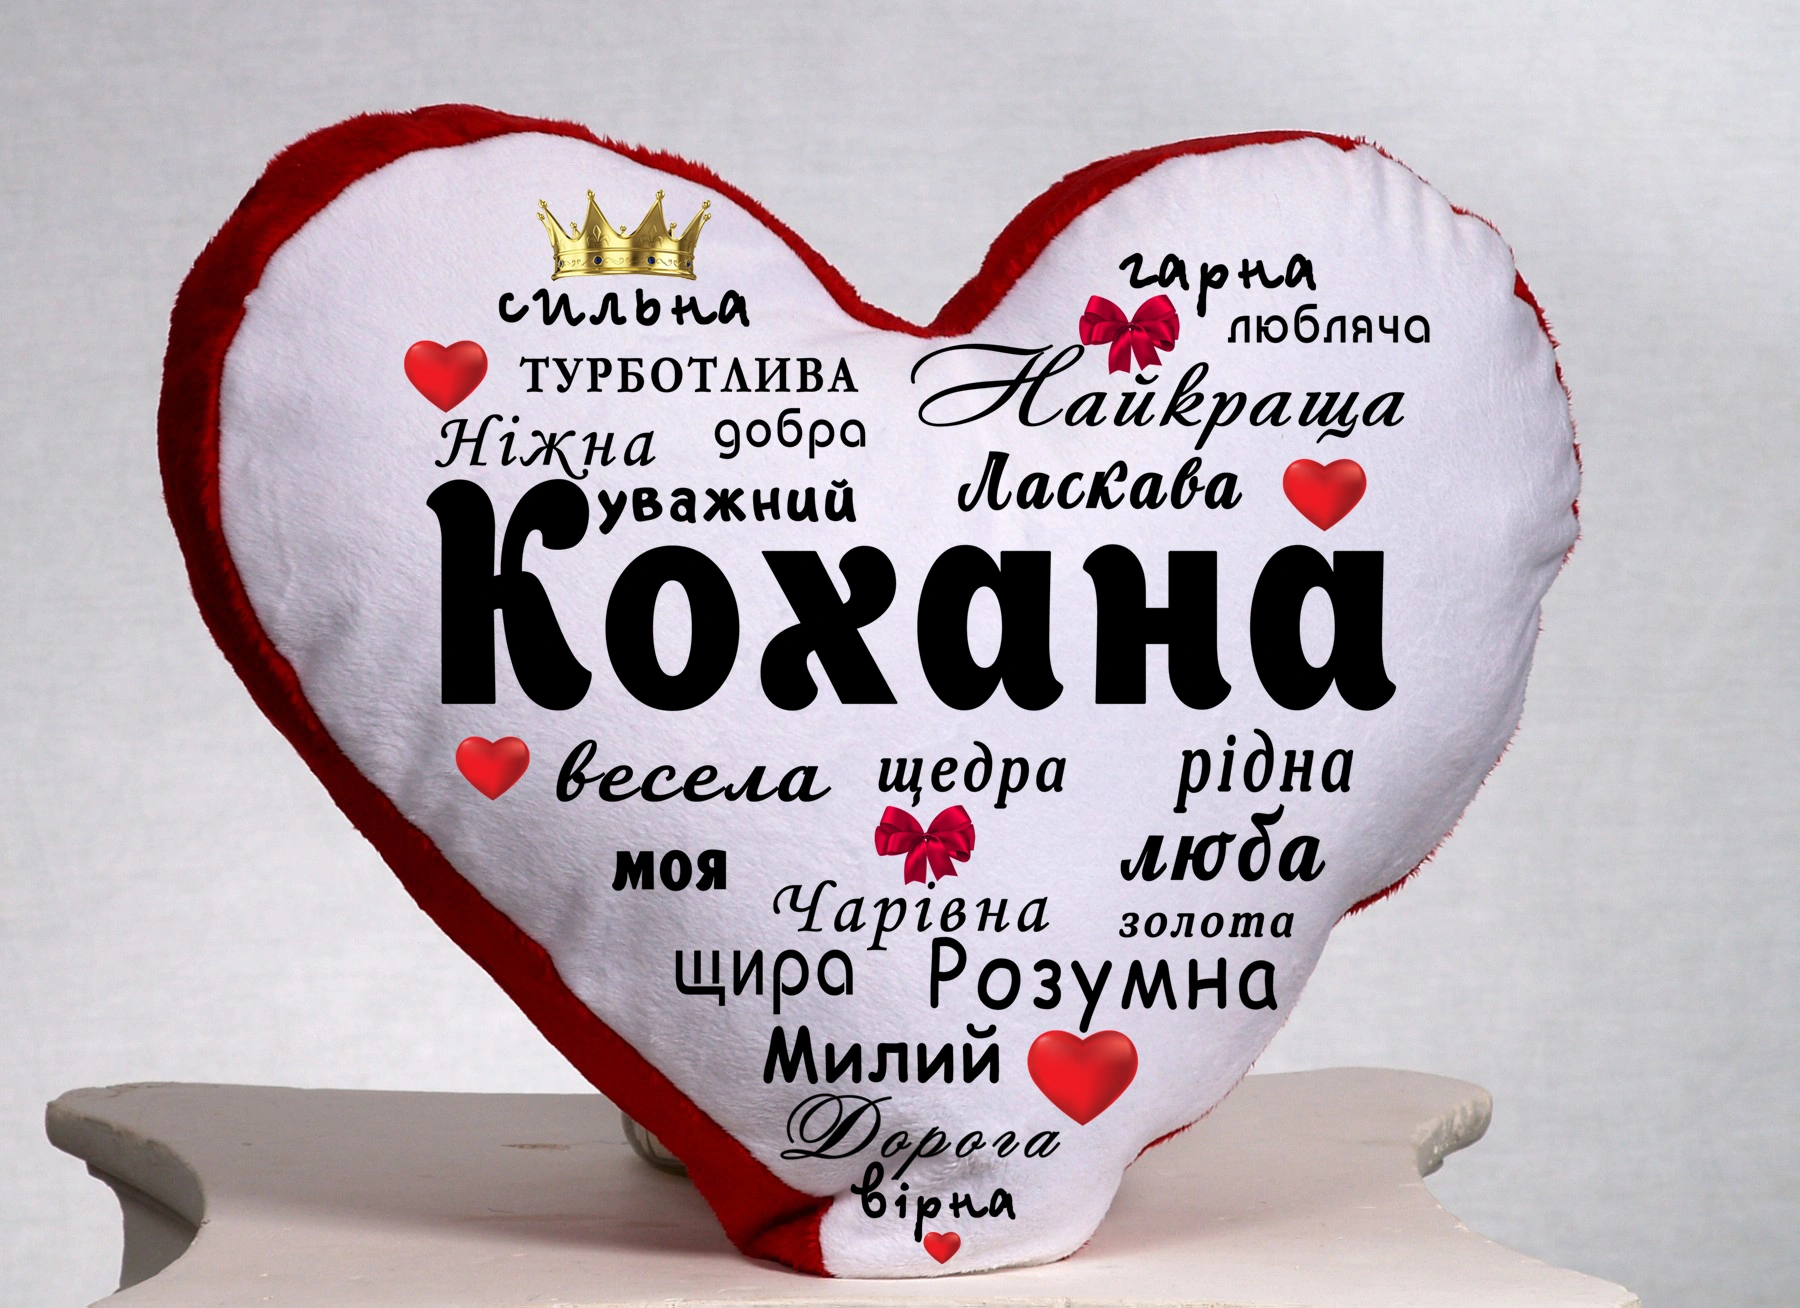 сильна
гарна
любляча
ТУРБОТЛИВА
Найкраща
Ніжна
добра
уважний
Ласкава
Кохана
весела
щедра
рідна
моя
люба
Чарівна
золота
щира
Розумна
Милий
Дорога
вірна